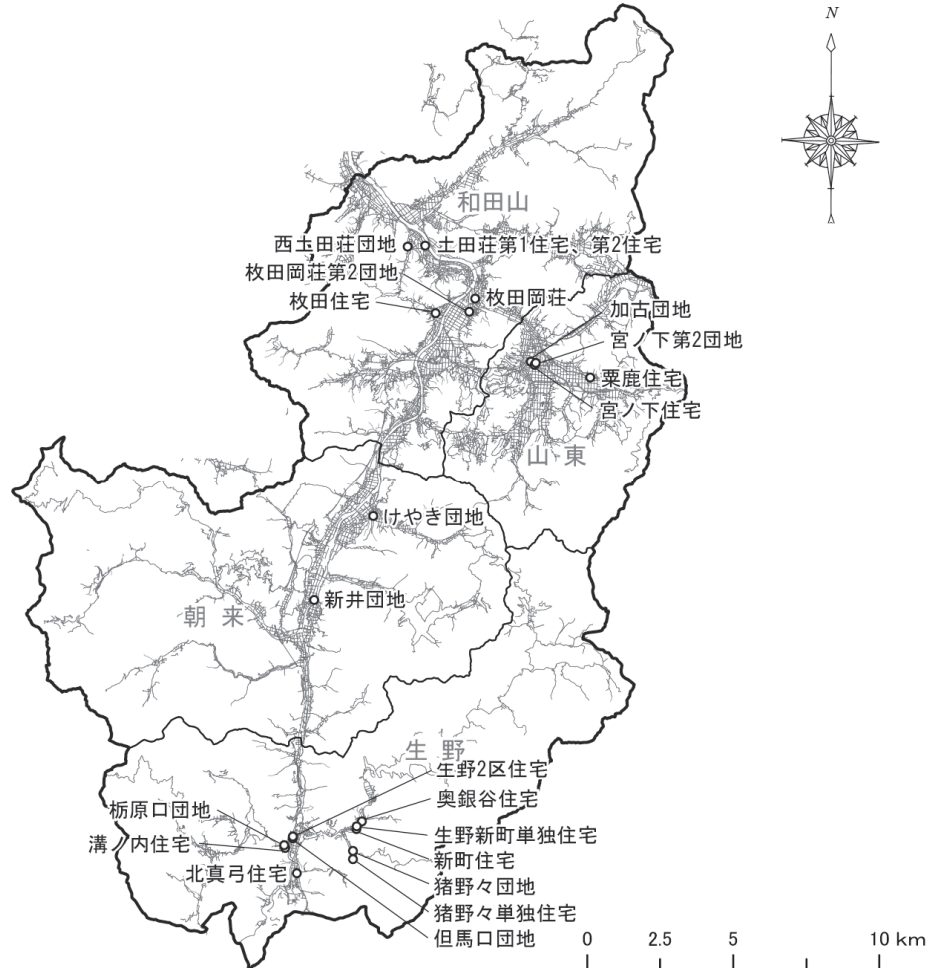 N
和田山
西土田荘団地
土田荘第1住宅、第2住宅
枚田岡荘第2団地
枚田住宅
枚田岡荘
加古団地
宮ノ下第2団地
粟鹿住宅
宮ノ下住宅
山東
けやき団地
新井団地
朝来
生野
生野2区住宅
奥銀谷住宅
栃原口団地
生野新町単独住宅
溝ノ内住宅
新町住宅
北真弓住宅
猪野々団地
猪野々単独住宅
但馬口団地
0 2.5 5 10 km